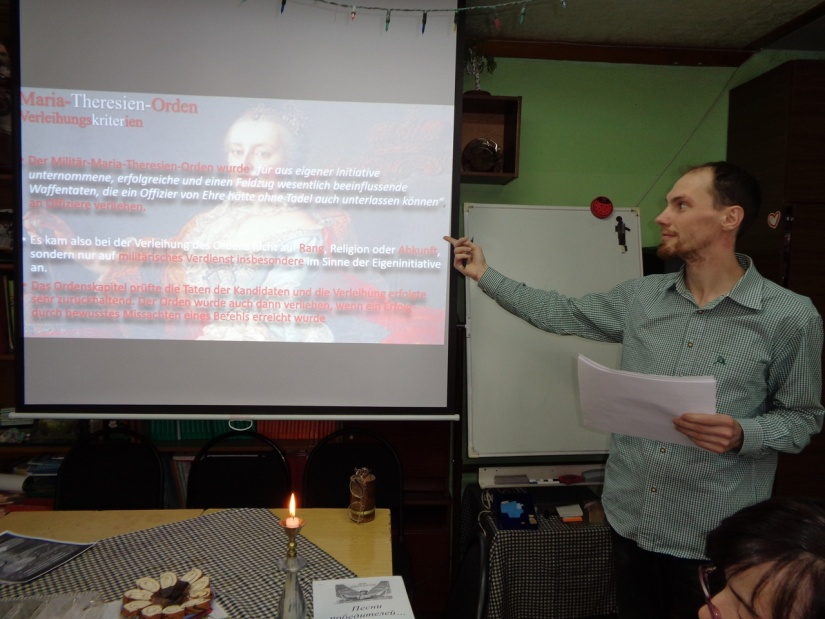 Maria-Theresien-Orden
Verleihungskriterien
Der Militär-Maria-Theresien-Orden wurde „für aus eigener Initiative
unternommene, erfolgreiche und einen Feldzug wesentlich beeinflussende
Waffentaten, die ein Offizier von Ehre hätte ohne Tadel auch unterlassen können“
an Offiziere verliehen.
• Es kam also bei der Verleihung des Ordens nicht auf Rang, Religion oder Abkunft,
sondern nur auf militärisches Verdienst insbesondere im Sinne der Eigeninitiative
an.
Das Ordenskapitel prüfte die Taten der Kandidaten und die Verleihung erfolgte
sehr zurückhaltend. Der Orden wurde auch dann verliehen, wenn ein Erfolg
durch bewusstes Missachten eines Befehls erreicht wurde
Песни
победителей...